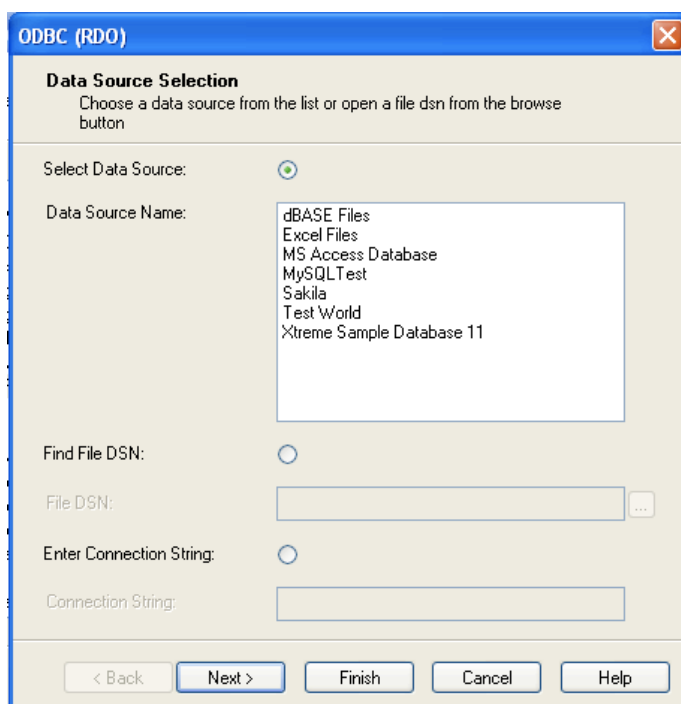 ODBC (RDO)
Data Source Selection
Choose a data source from the list or open a file dsn from the browse
button
Select Data Source:
Data Source Name:
dBASE Files
Excel Files
MS Access Database
MySQLTest
Sakila
Test World
Xtreme Sample Database 11
Find File DSN:
File DSN:
...
Enter Connection String:
Connection String:
< Back
Next >
Finish
Cancel
Help